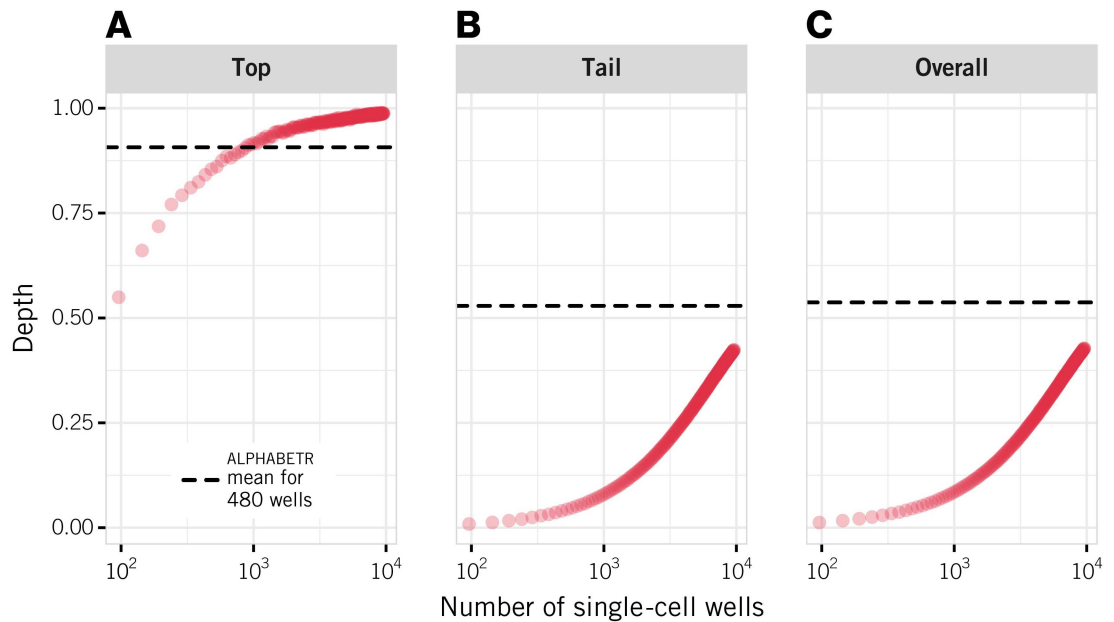 A B C
Top Tail Overall
1.00
0.75
0.50
0.25
0.00
Depth
ALPHABETR
mean for
480 wells
10² 10³ 10⁴ 10² 10³ 10⁴ 10² 10³ 10⁴
Number of single-cell wells